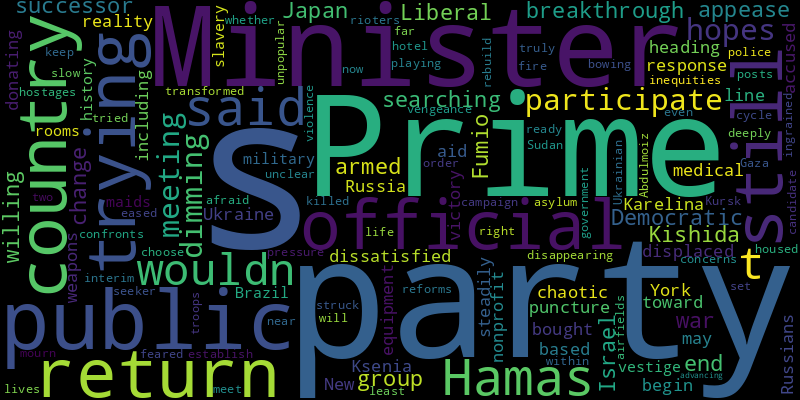 successor
Japan
Liberal
breakthrough
appease
reality
whether
rioters
hopes
donating
country
trying
slavery
Minister
unpopular
far
hotel
playing
rebuild
truly
fire
bowing
heading
response
inequities
police
posts
accused
keep
slow
hostages
history
including
transformed
now
said
searching
vengeance
participate
line
cycle
still
rooms
tried
violence
Prime
ready
even
deeply
ingrained
change
meeting
dimming
military
unclear
armed
Russia
aid
order
Fumio
Sudan
Ukrainian
Abdulmoiz
medical
Gaza
willing
two
maids
afraid
killed
victory
campaign
asylum
Karelina
Kursk
candidate
eased
Ukraine
s
official
life
right
government
Democratic
Kishida
weapons
confronts
choose
pressure
dissatisfied
disappearing
displaced
concerns
housed
t
interim
wouldn
party
steadily
nonprofit
chaotic
York
toward
set
seeker
Brazil
equipment
reforms
puncture
war
public
troops
near
struck
will
bought
Israel
airfields
may
Russians
mourn
feared
establish
Ksenia
based
within
vestige
end
return
lives
meet
New
group
least
Hamas
begin
advancing